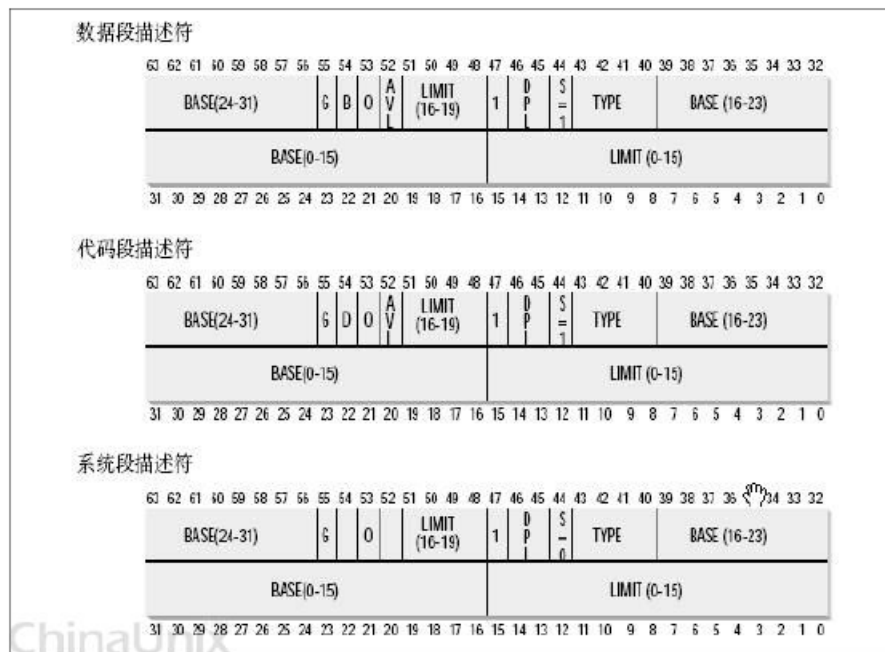 数据段描述符
63 62 61 60 59 58 57 56 55 54 53 52 51 50 49 48 47 46 45 44 43 42 41 40 39 38 37 36 35 34 33 32
BASE(24-31) G B O AVL LIMIT (16-19) 1 DPL S=1 TYPE BASE (16-23)
BASE(0-15) LIMIT (0-15)
31 30 29 28 27 26 25 24 23 22 21 20 19 18 17 16 15 14 13 12 11 10 9 8 7 6 5 4 3 2 1 0
代码段描述符
63 62 61 60 59 58 57 56 55 54 53 52 51 50 49 48 47 46 45 44 43 42 41 40 39 38 37 36 35 34 33 32
BASE(24-31) G D O AVL LIMIT (16-19) 1 DPL S=1 TYPE BASE (16-23)
BASE(0-15) LIMIT (0-15)
31 30 29 28 27 26 25 24 23 22 21 20 19 18 17 16 15 14 13 12 11 10 9 8 7 6 5 4 3 2 1 0
系统段描述符
63 62 61 60 59 58 57 56 55 54 53 52 51 50 49 48 47 46 45 44 43 42 41 40 39 38 37 36 34 33 32
BASE(24-31) G O LIMIT (16-19) 1 DPL S=0 TYPE BASE (16-23)
BASE(0-15) LIMIT (0-15)
31 30 29 28 27 26 25 24 23 22 21 20 19 18 17 16 15 14 13 12 11 10 9 8 7 6 5 4 3 2 1 0
ChinaUnix